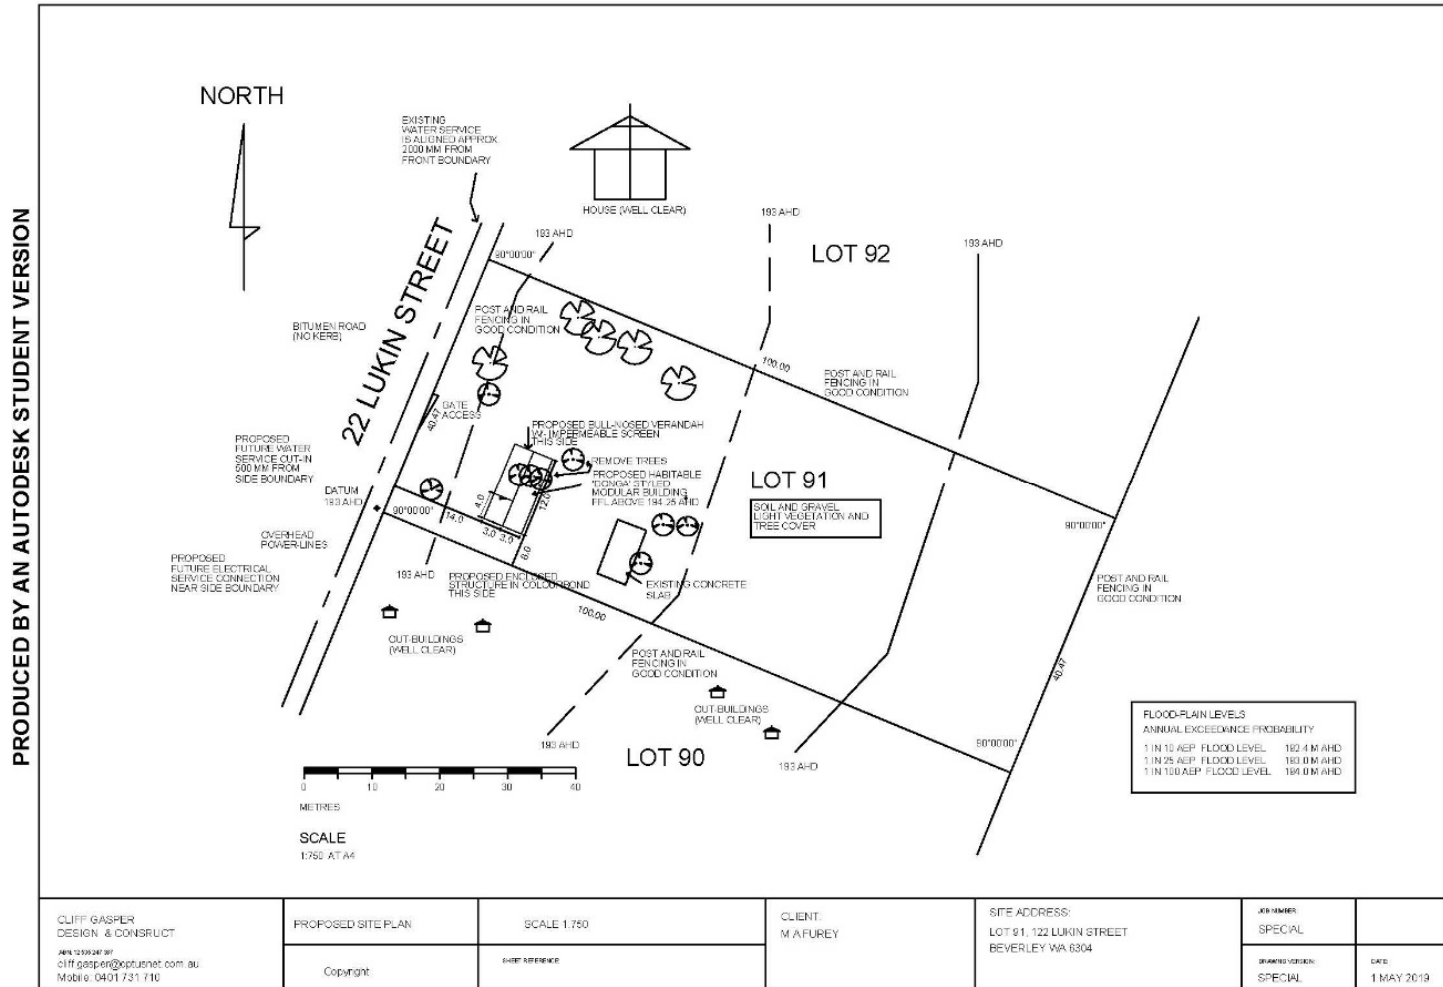 PRODUCED BY AN AUTODESK STUDENT VERSION
NORTH
EXISTING
WATER SERVICE
IS ALIGNED APPROX
2000 MM FROM
FRONT BOUNDARY
HOUSE (WELL CLEAR)
193 AHD
193 AHD
193 AHD
LOT 92
90°00'00"
22 LUKIN STREET
BITUMEN ROAD
(NO KERB)
POST AND RAIL
FENCING IN
GOOD CONDITION
100.00
POST AND RAIL
FENCING IN
GOOD CONDITION
GATE
ACCESS
40.47
PROPOSED BULL-NOSED VERANDAH
W- IMPERMEABLE SCREEN
THIS SIDE
REMOVE TREES
PROPOSED HABITABLE
'DONGA' STYLED
MODULAR BUILDING
FFL ABOVE 194.25 AHD
PROPOSED
FUTURE WATER
SERVICE CUT-IN
500 MM FROM
SIDE BOUNDARY
DATUM
193 AHD
LOT 91
SOIL AND GRAVEL
LIGHT VEGETATION AND
TREE COVER
90°00'00"
4.0
12.0
90°00'00"
14.0
3.0
3.0
6.0
OVERHEAD
POWER-LINES
PROPOSED
FUTURE ELECTRICAL
SERVICE CONNECTION
NEAR SIDE BOUNDARY
193 AHD
PROPOSED ENCLOSED
STRUCTURE IN COLOURBOND
THIS SIDE
EXISTING CONCRETE
SLAB
POST AND RAIL
FENCING IN
GOOD CONDITION
100.00
OUT-BUILDINGS
(WELL CLEAR)
POST AND RAIL
FENCING IN
GOOD CONDITION
40.47
OUT-BUILDINGS
(WELL CLEAR)
193 AHD
LOT 90
193 AHD
90°00'00"
FLOOD-PLAIN LEVELS
ANNUAL EXCEEDANCE PROBABILITY
1 IN 10 AEP FLOOD LEVEL 192.4 M AHD
1 IN 25 AEP FLOOD LEVEL 193.0 M AHD
1 IN 100 AEP FLOOD LEVEL 194.0 M AHD
0 10 20 30 40
METRES
SCALE
1:750 AT A4
CLIFF GASPER
DESIGN & CONSRUCT
cliff.gasper@optusnet.com.au
Mobile: 0401 731 710
PROPOSED SITE PLAN
Copyright
SCALE 1:750
SHEET REFERENCE
CLIENT:
M A FUREY
SITE ADDRESS:
LOT 91, 122 LUKIN STREET
BEVERLEY WA 6304
JOB NUMBER
SPECIAL
DRAWING VERSION:
SPECIAL
DATE:
1 MAY 2019